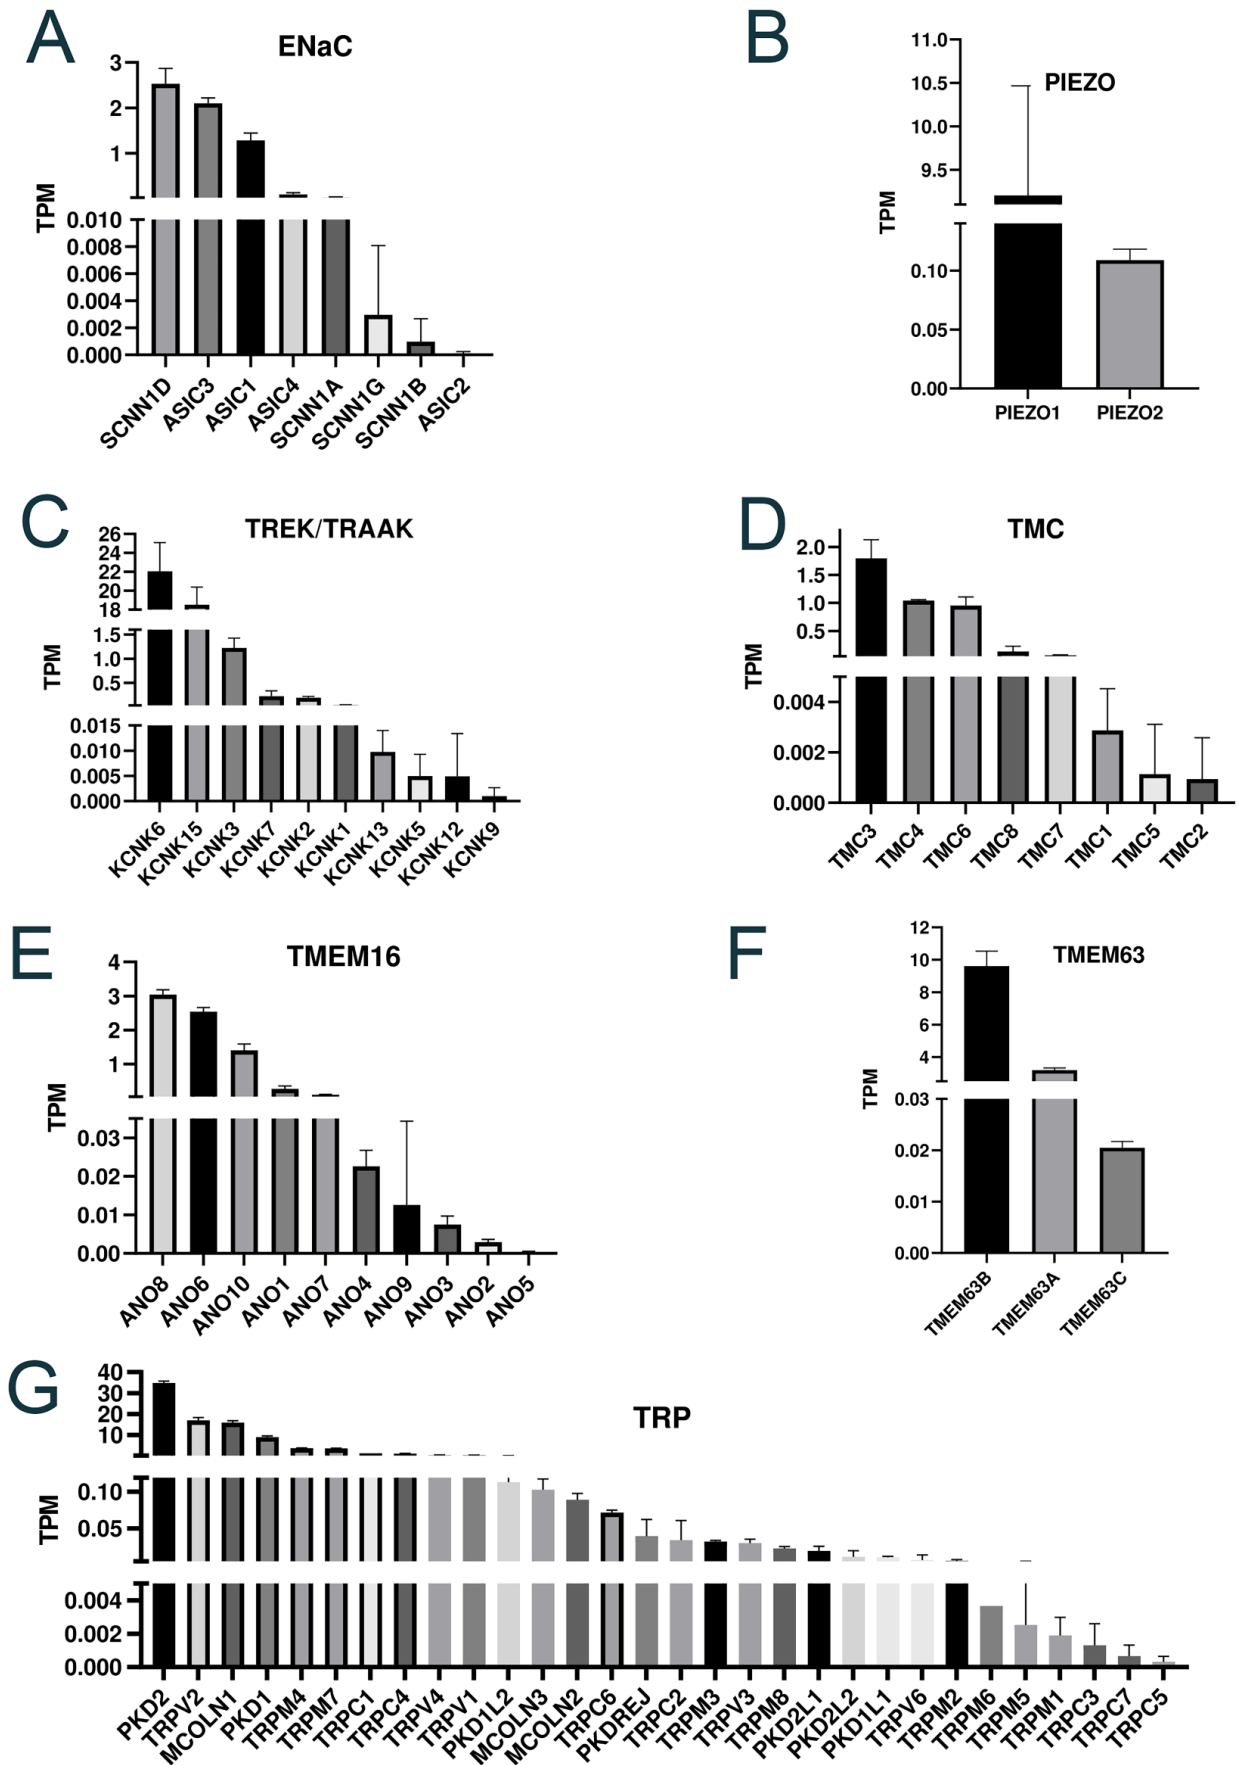 A
ENaC
TPM
3
2
1
0.010
0.008
0.006
0.004
0.002
0.000
SCNN1D
ASIC3
ASIC1
ASIC4
SCNN1A
SCNN1G
SCNN1B
ASIC2
B
PIEZO
TPM
11.0
10.5
10.0
9.5
0.10
0.05
0.00
PIEZO1
PIEZO2
C
TREK/TRAAK
TPM
26
24
22
20
18
1.5
1.0
0.5
0.015
0.010
0.005
0.000
KCNK6
KCNK15
KCNK3
KCNK7
KCNK2
KCNK1
KCNK13
KCNK5
KCNK12
KCNK9
D
TMC
TPM
2.0
1.5
1.0
0.5
0.004
0.002
0.000
TMC3
TMC4
TMC6
TMC8
TMC7
TMC1
TMC5
TMC2
E
TMEM16
TPM
4
3
2
1
0.03
0.02
0.01
0.00
ANO8
ANO6
ANO10
ANO1
ANO7
ANO4
ANO9
ANO3
ANO2
ANO5
F
TMEM63
TPM
12
10
8
6
4
0.03
0.02
0.01
0.00
TMEM63B
TMEM63A
TMEM63C
G
TRP
TPM
40
30
20
10
0.10
0.05
0.004
0.002
0.000
PKD2
TRPV2
MCOLN1
PKD1
TRPM4
TRPM7
TRPC1
TRPC4
TRPV4
TRPV1
PKD1L2
MCOLN3
MCOLN2
TRPC6
PKDREJ
TRPC2
TRPM3
TRPV3
TRPM8
PKD2L1
PKD2L2
PKD1L1
TRPV6
TRPM2
TRPM6
TRPM5
TRPM1
TRPC3
TRPC7
TRPC5